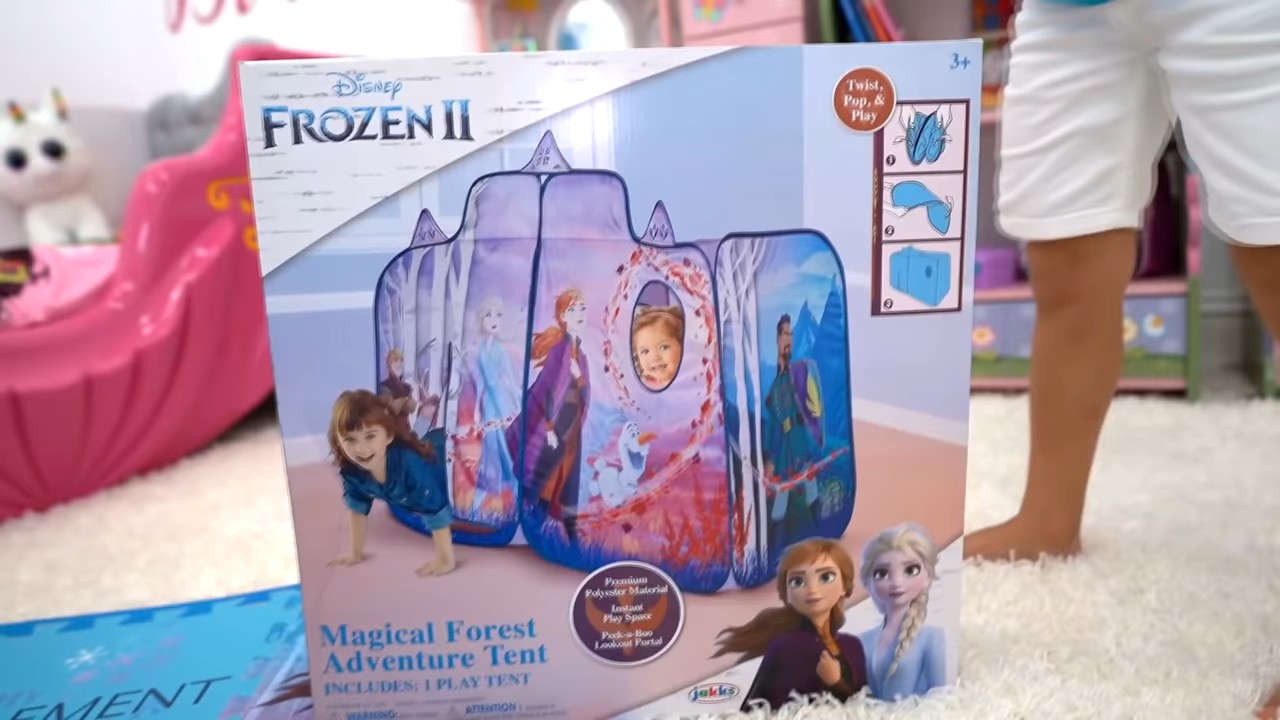 Disney
FROZEN II
3+
Twist,
Pop, &
Play
1
2
3
Premium
Polyester Material
Instant
Play Space
Peek-a-Boo
Lookout Portal
Magical Forest
Adventure Tent
INCLUDES: 1 PLAY TENT
WARNING:
ATTENTION :
jakks
EMENT